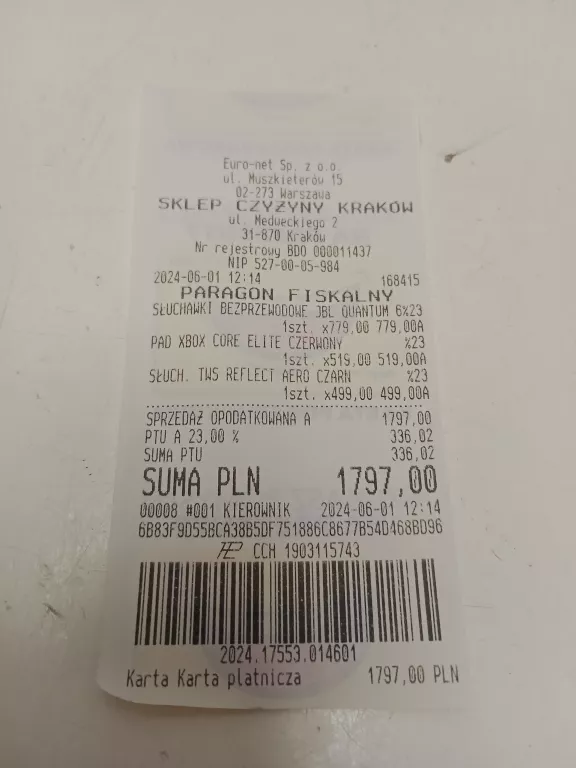 Euro-net Sp. z o.o.
ul. Muszkieterów 15
02-273 Warszawa
SKLEP CZYŻYNY KRAKÓW
ul. Medweckiego 2
31-870 Kraków
Nr rejestrowy BDO 000011437
NIP 527-00-05-984
2024-06-01 12:14 168415
PARAGON FISKALNY
SŁUCHAWKI BEZPRZEWODOWE JBL QUANTUM 6%23
1szt. x779,00 779,00A
PAD XBOX CORE ELITE CZERWONY %23
1szt. x519,00 519,00A
SŁUCH. TWS REFLECT AERO CZARN %23
1szt. x499,00 499,00A
SPRZEDAŻ OPODATKOWANA A 1797,00
PTU A 23,00 % 336,02
SUMA PTU 336,02
SUMA PLN 1797,00
00008 #001 KIEROWNIK 2024-06-01 12:14
6B83F9D55BCA38B5DF751886C8677B54D468BD96
CCH 1903115743
2024.17553.014601
Karta Karta płatnicza 1797,00 PLN